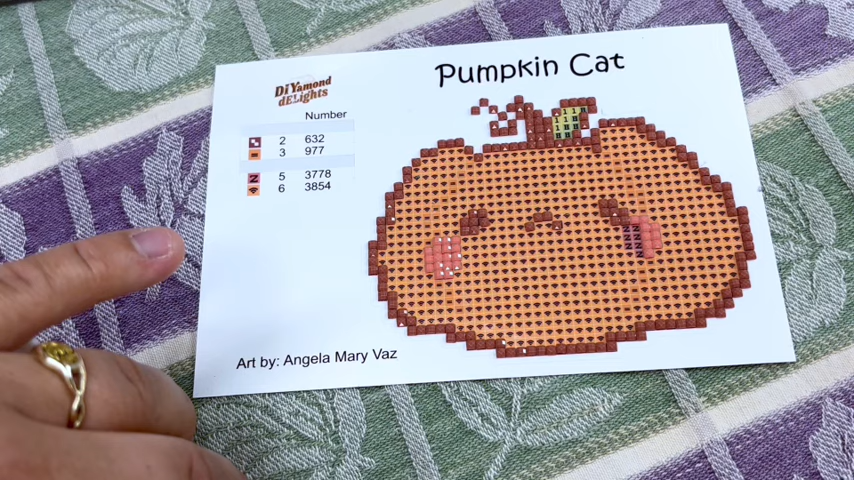 Pumpkin Cat
DiYamond
dELights
Number
2 632
3 977
Z 5 3778
6 3854
Art by: Angela Mary Vaz